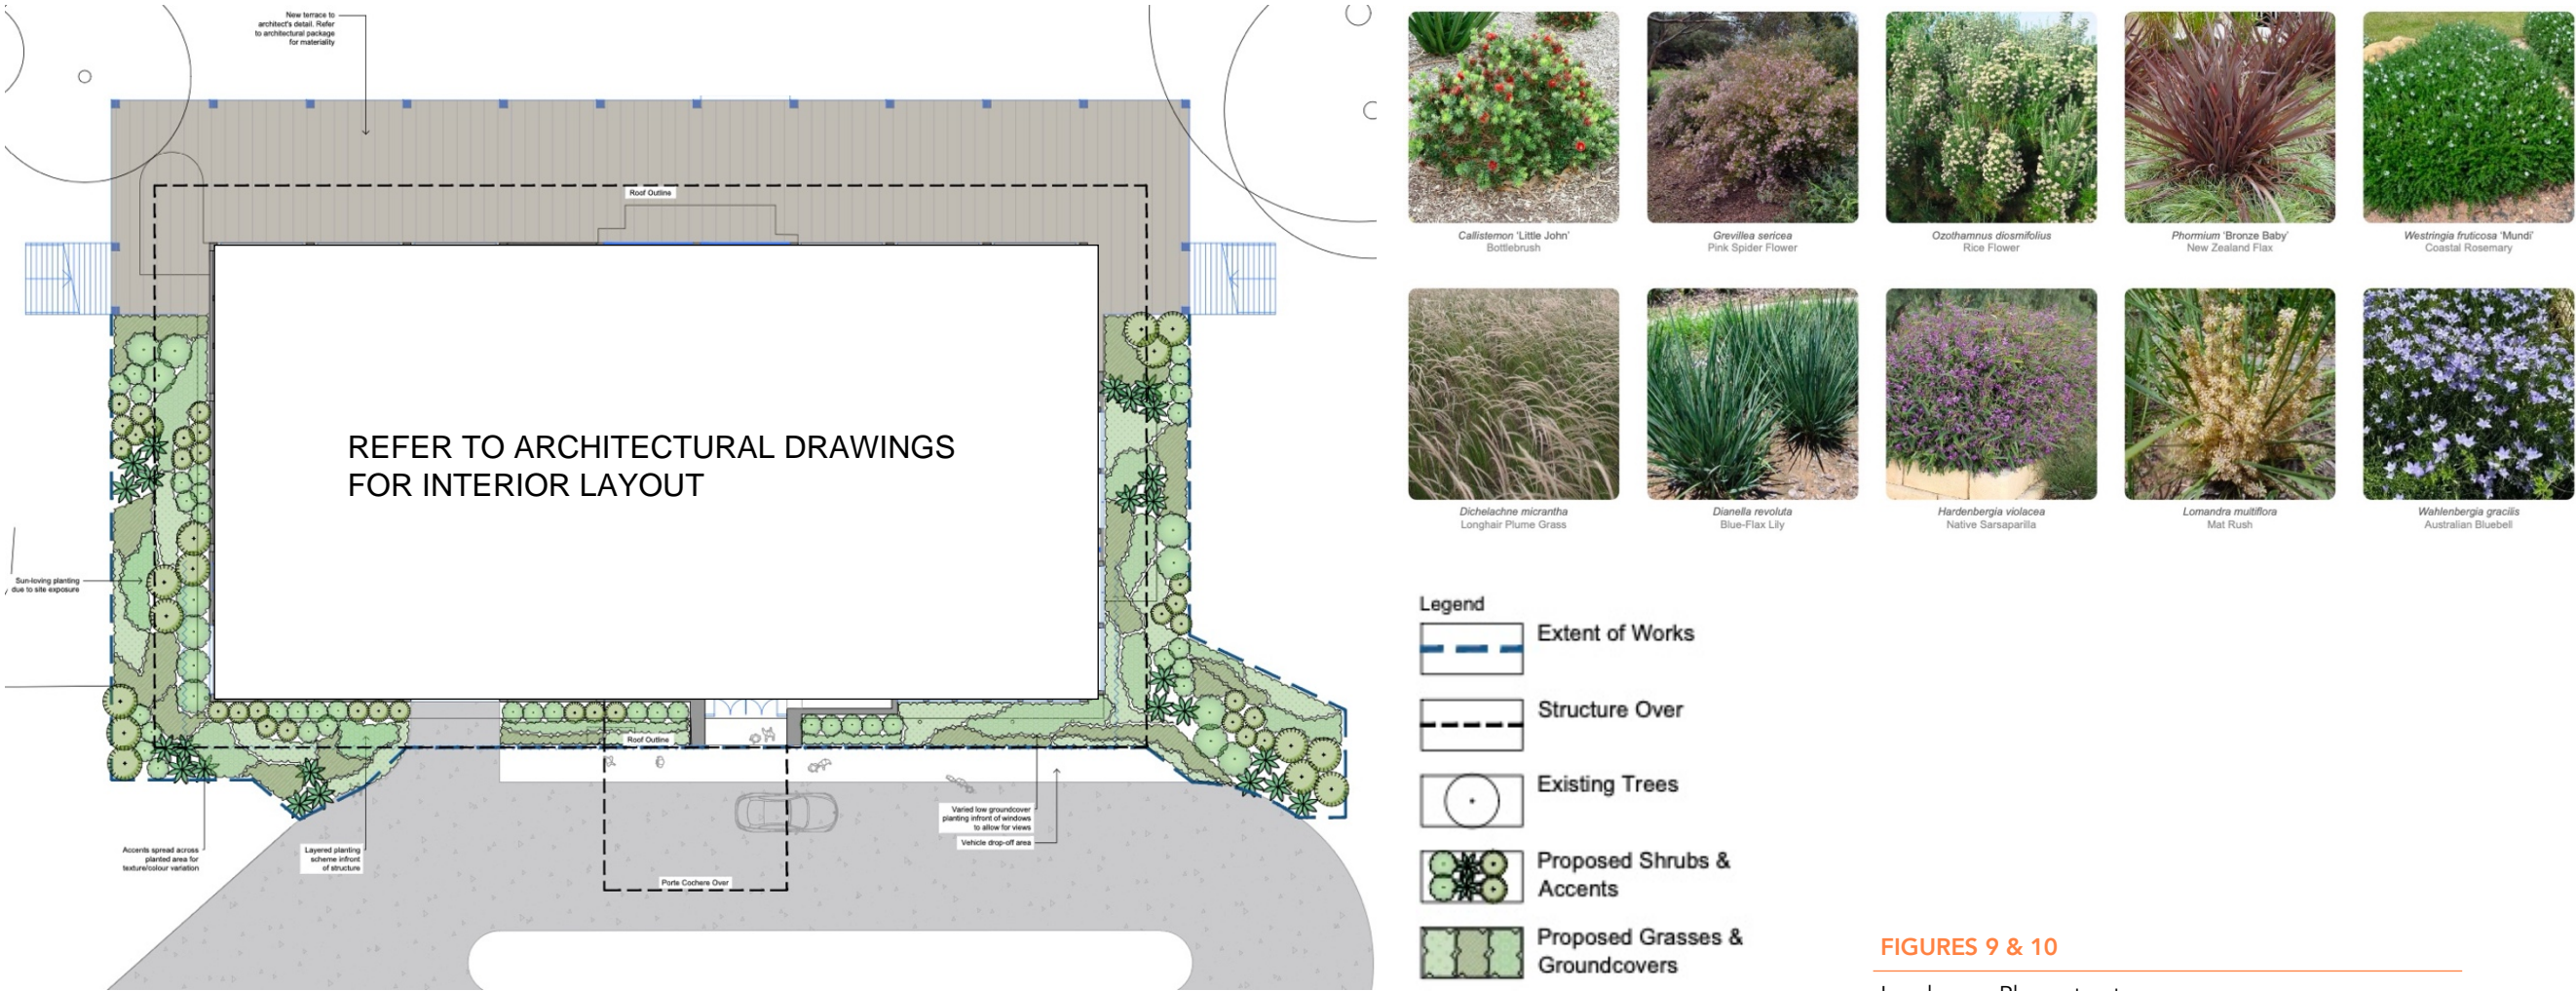 New terrace to
architect's detail. Refer
to architectural package
for materiality
Roof Outline
REFER TO ARCHITECTURAL DRAWINGS
FOR INTERIOR LAYOUT
Sun-loving planting
due to site exposure
Roof Outline
Accents spread across
planted area for
texture/colour variation
Layered planting
scheme infront
of structure
Varied low groundcover
planting infront of windows
to allow for views
Vehicle drop-off area
Porte Cochere Over
Callistemon 'Little John'
Bottlebrush
Grevillea sericea
Pink Spider Flower
Ozothamnus diosmifolius
Rice Flower
Phormium 'Bronze Baby'
New Zealand Flax
Westringia fruticosa 'Mundi'
Coastal Rosemary
Dichelachne micrantha
Longhair Plume Grass
Dianella revoluta
Blue-Flax Lily
Hardenbergia violacea
Native Sarsaparilla
Lomandra multiflora
Mat Rush
Wahlenbergia gracilis
Australian Bluebell
Legend
Extent of Works
Structure Over
Existing Trees
Proposed Shrubs &
Accents
Proposed Grasses &
Groundcovers
FIGURES 9 & 10